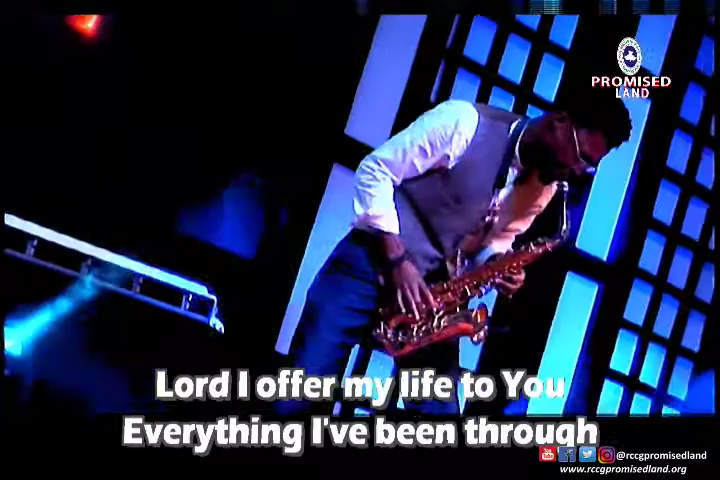 PROMISED
LAND
Lord I offer my life to You
Everything I've been through
@rccgpromisedland
www.rccgpromisedland.org